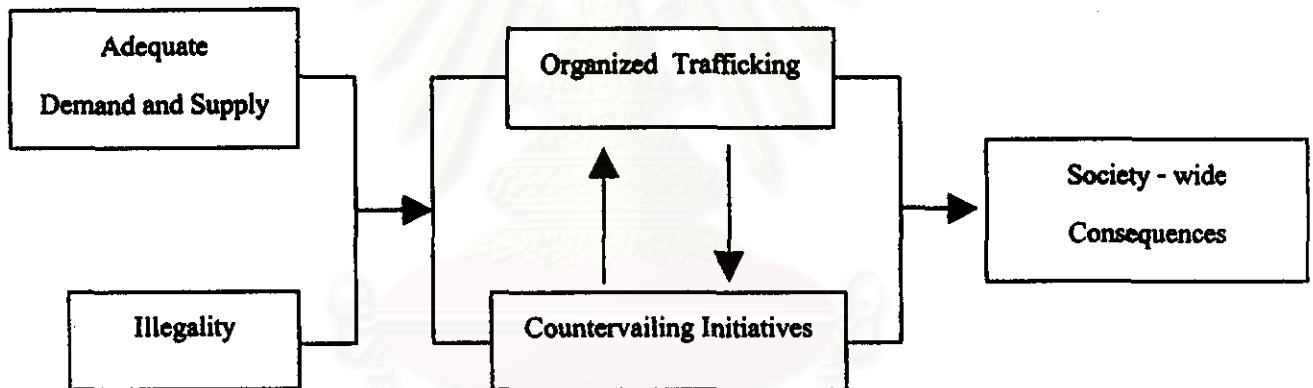 Adequate
Demand and Supply
Illegality
Organized Trafficking
Countervailing Initiatives
Society - wide
Consequences